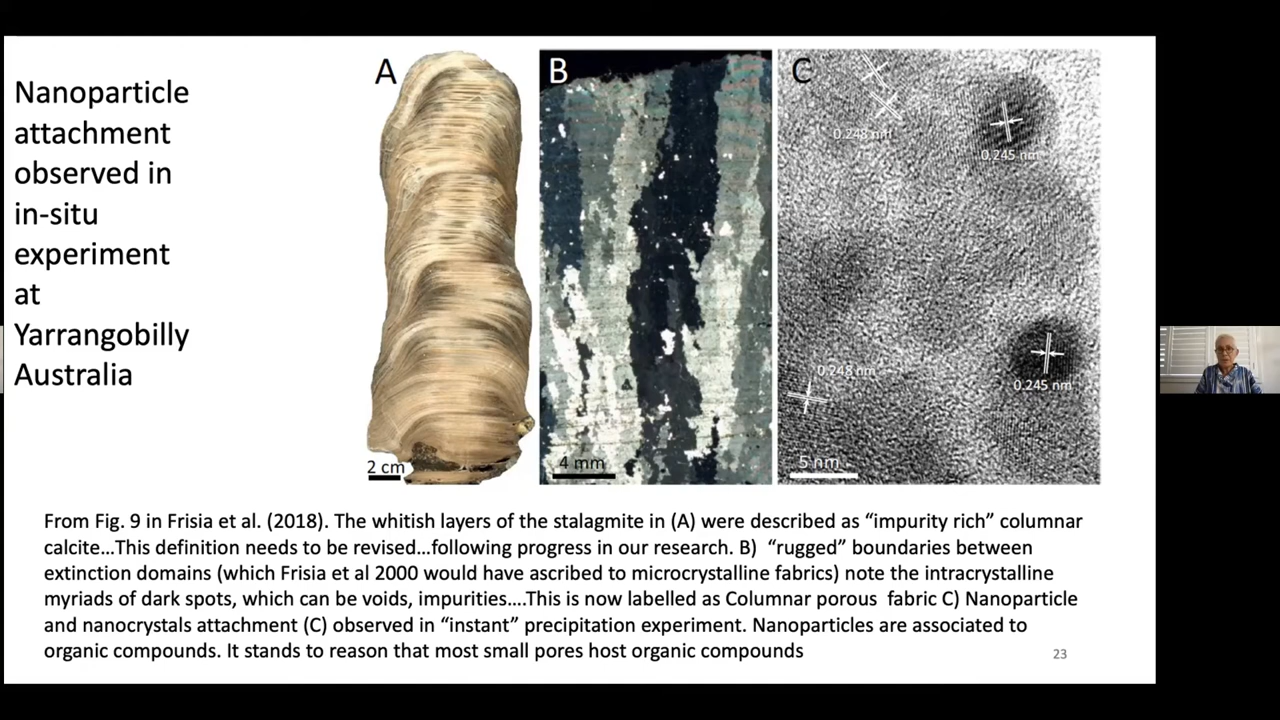 Nanoparticle
attachment
observed in
in-situ
experiment
at
Yarrangobilly
Australia
A
2 cm
B
4 mm
C
0.248 nm
0.245 nm
0.248 nm
0.245 nm
5 nm
From Fig. 9 in Frisia et al. (2018). The whitish layers of the stalagmite in (A) were described as “impurity rich” columnar
calcite…This definition needs to be revised…following progress in our research. B)  “rugged” boundaries between
extinction domains (which Frisia et al 2000 would have ascribed to microcrystalline fabrics) note the intracrystalline
myriads of dark spots, which can be voids, impurities….This is now labelled as Columnar porous  fabric C) Nanoparticle
and nanocrystals attachment (C) observed in “instant” precipitation experiment. Nanoparticles are associated to
organic compounds. It stands to reason that most small pores host organic compounds
23